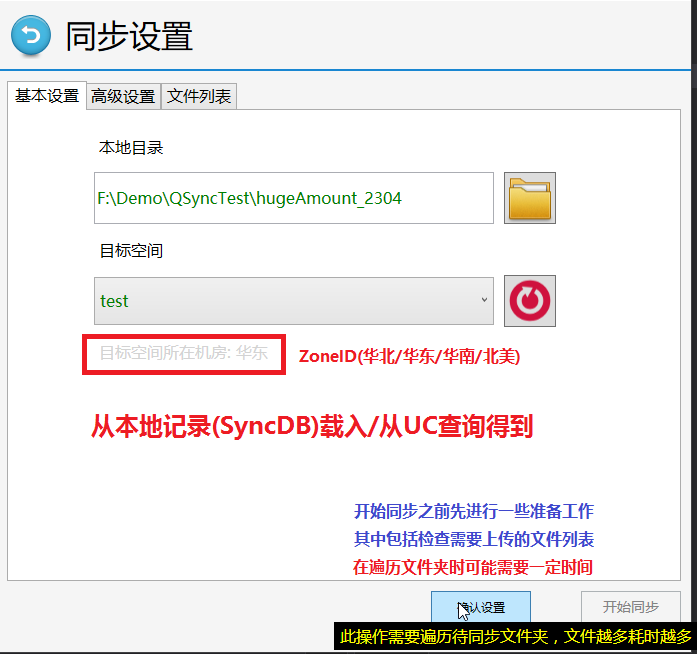 同步设置
基本设置 高级设置 文件列表
本地目录
F:\Demo\QSyncTest\hugeAmount_2304
目标空间
test
目标空间所在机房: 华东 ZoneID(华北/华东/华南/北美)
从本地记录(SyncDB)载入/从UC查询得到
开始同步之前先进行一些准备工作
其中包括检查需要上传的文件列表
在遍历文件夹时可能需要一定时间
确认设置 开始同步
此操作需要遍历待同步文件夹，文件越多耗时越多